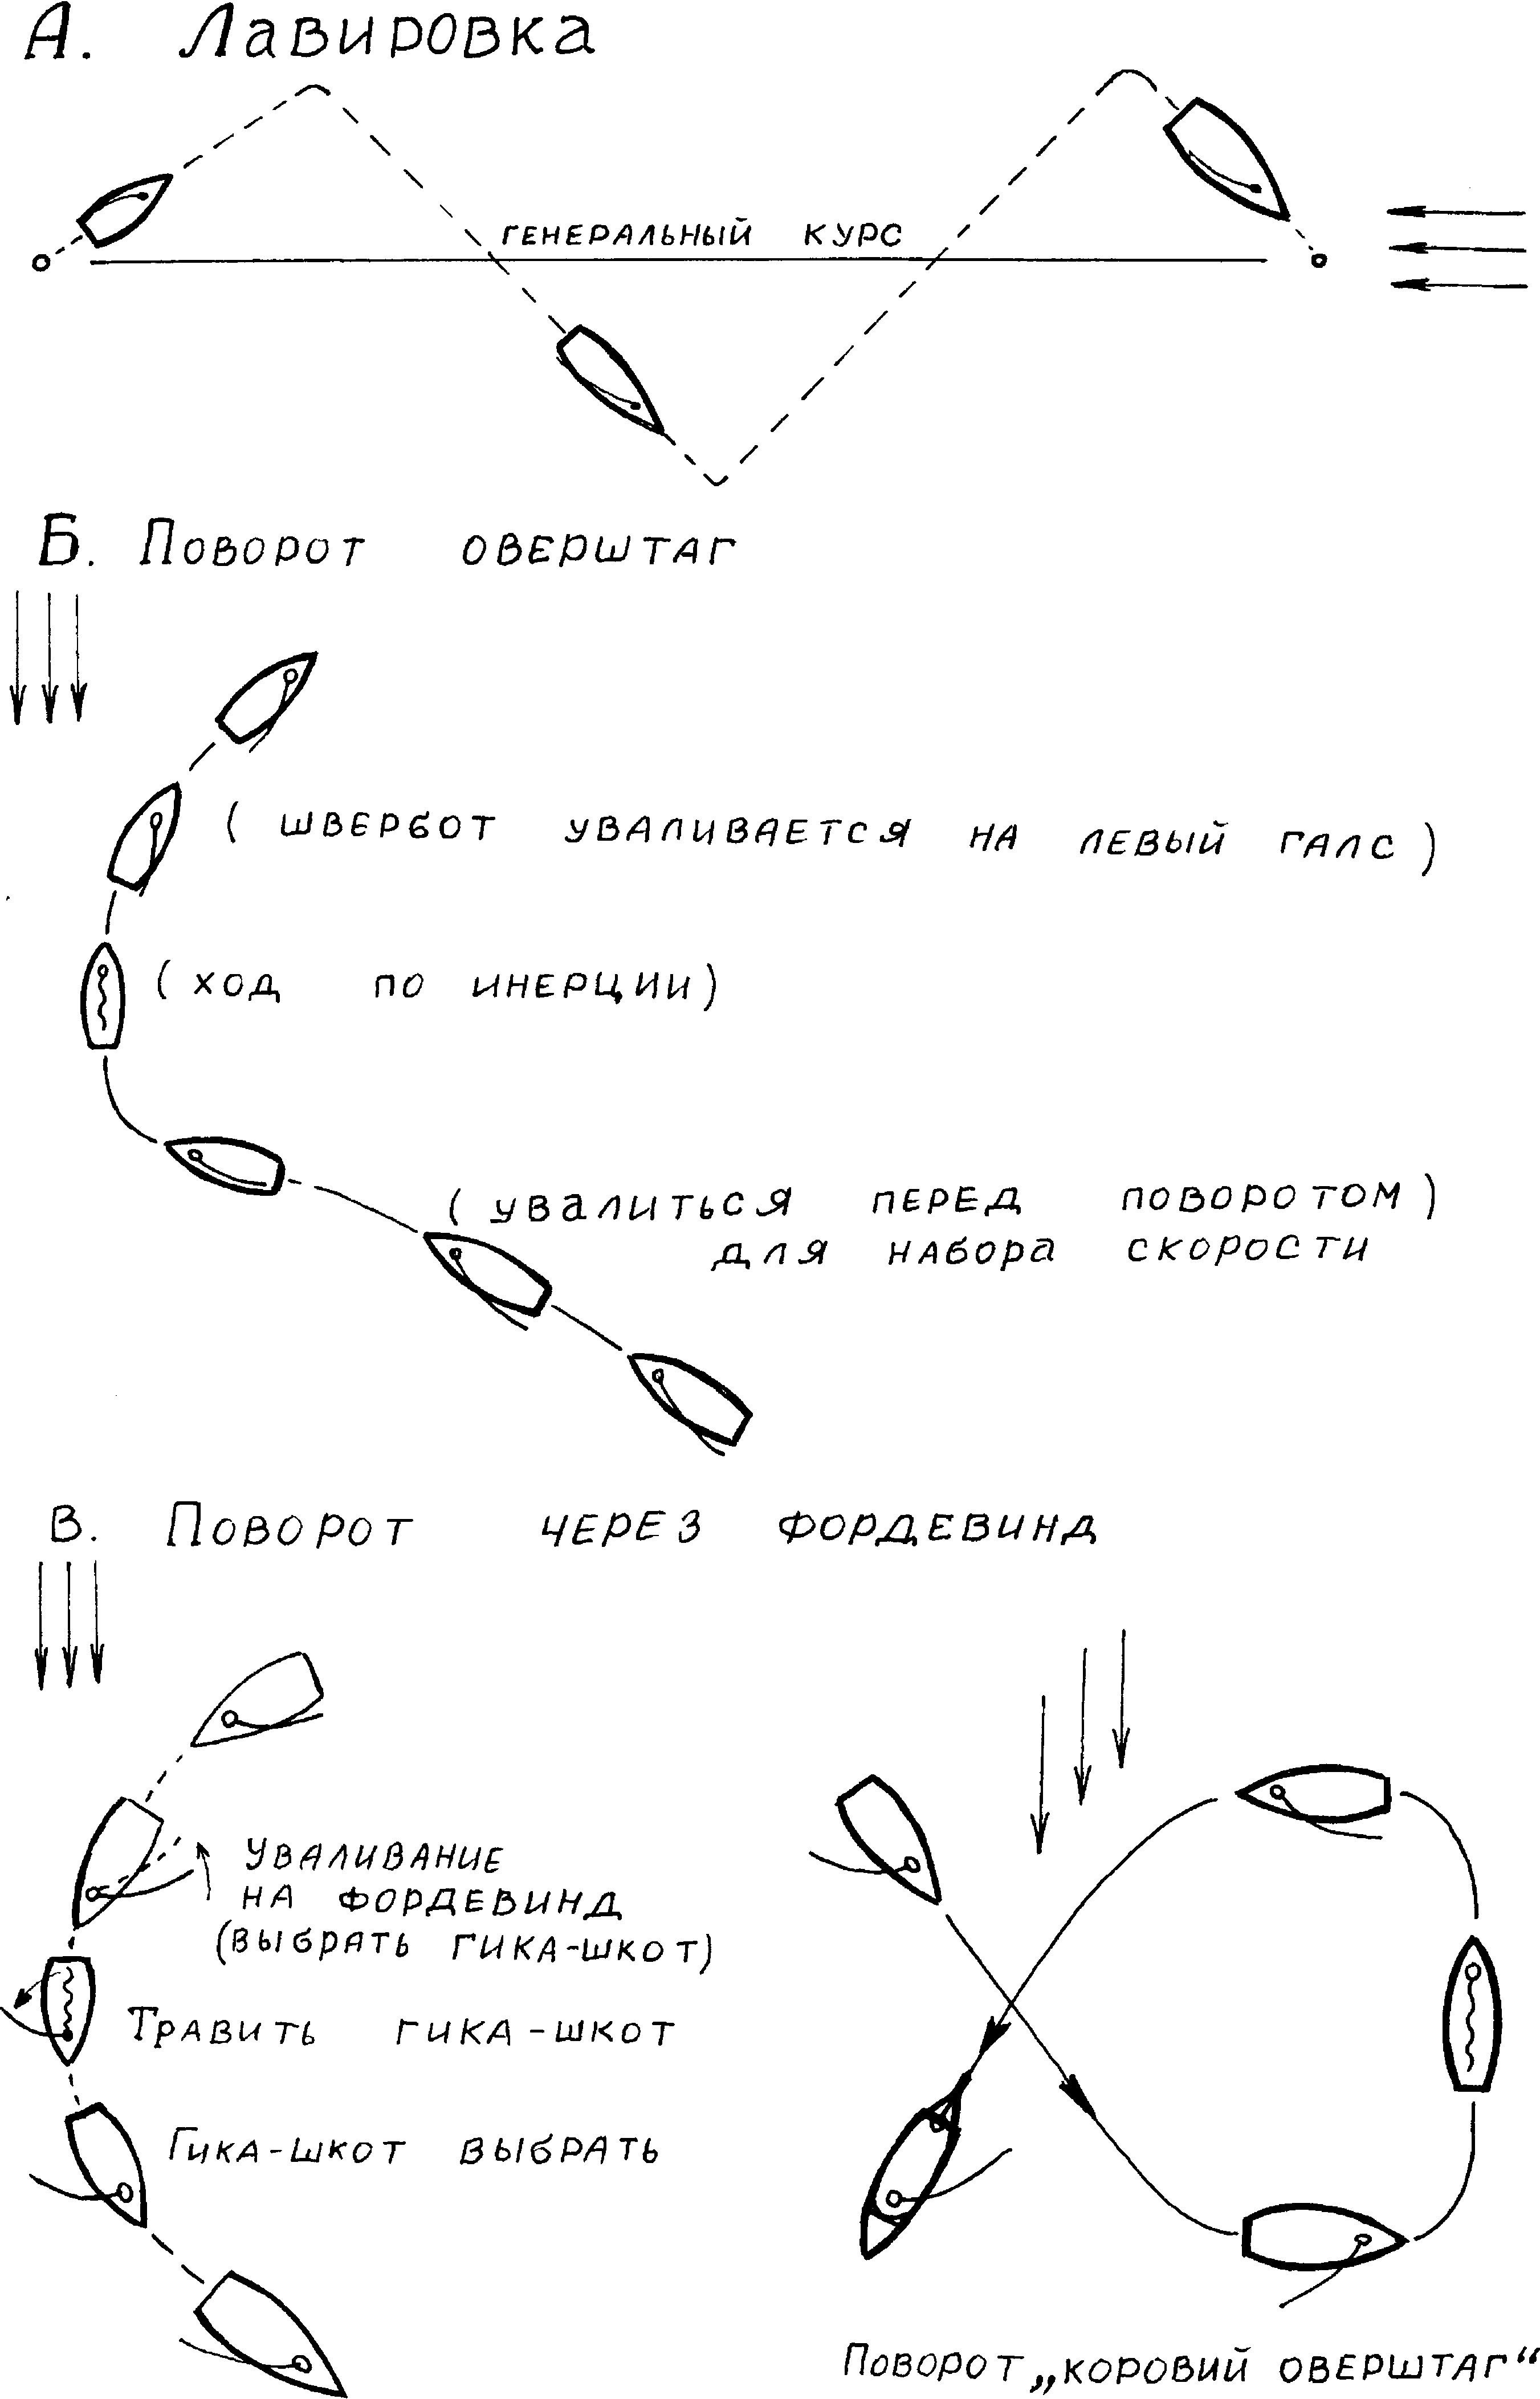 А. Лавировка
ГЕНЕРАЛЬНЫЙ КУРС
Б. Поворот оверштаг
(швербот уваливается на левый галс)
(ход по инерции)
(увалиться перед поворотом)
для набора скорости
В. Поворот через фордевинд
Уваливание
на фордевинд
(выбрать гика-шкот)
Травить гика-шкот
Гика-шкот выбрать
Поворот „коровий оверштаг“